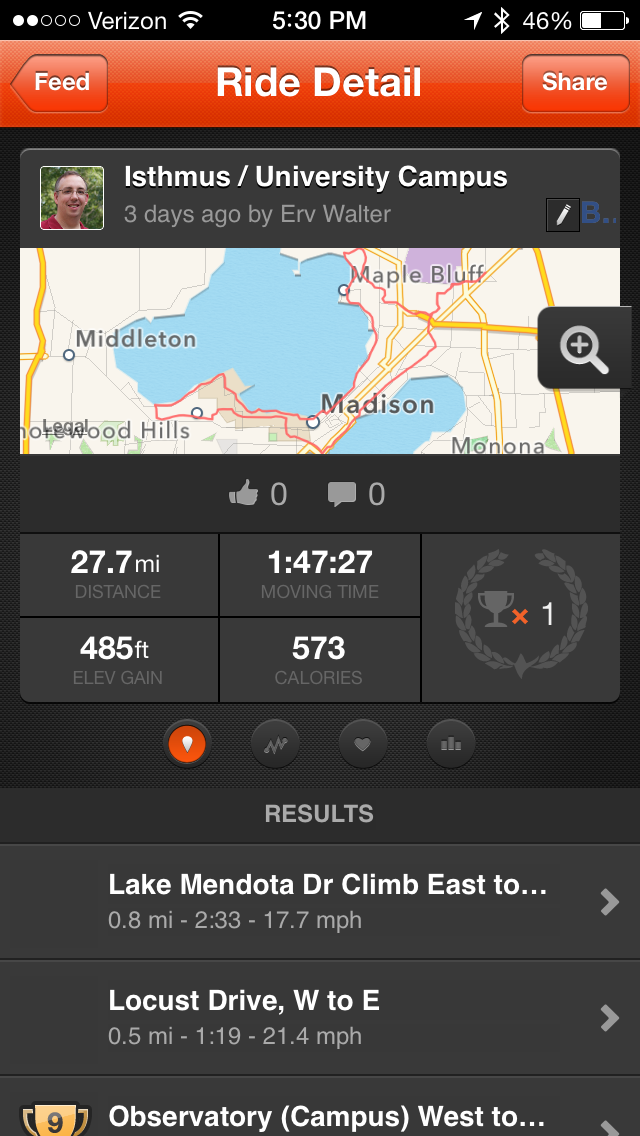 Verizon 5:30 PM 46%
Feed Ride Detail Share
Isthmus / University Campus
3 days ago by Erv Walter
B..
Maple Bluff
Middleton
Madison
Legal
norewood Hills
Monona
0 0
27.7mi 1:47:27
DISTANCE MOVING TIME
× 1
485ft 573
ELEV GAIN CALORIES
RESULTS
Lake Mendota Dr Climb East to...
0.8 mi - 2:33 - 17.7 mph
Locust Drive, W to E
0.5 mi - 1:19 - 21.4 mph
9 Observatory (Campus) West to...